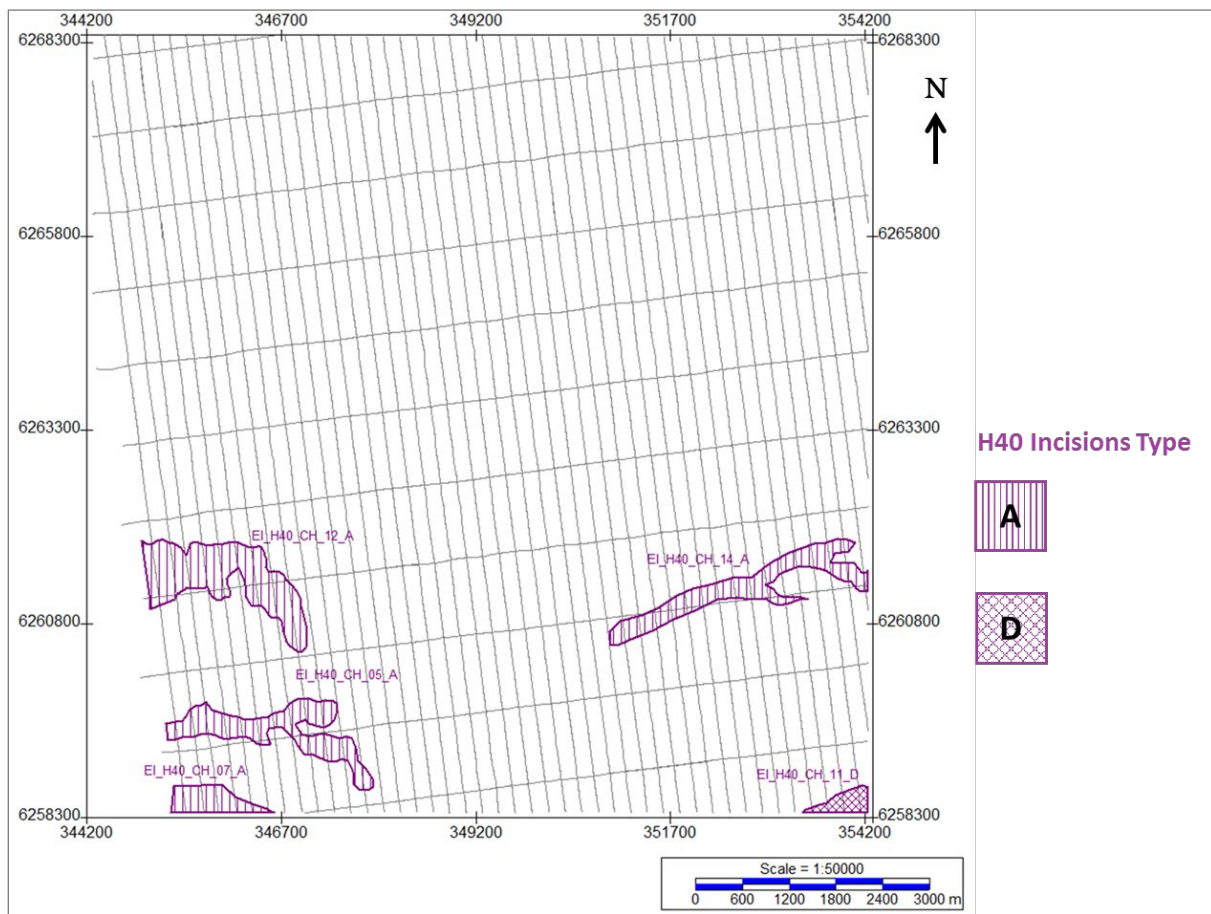 344200 346700 349200 351700 354200
6268300 6268300
N
6265800 6265800
6263300 6263300
H40 Incisions Type
A
EI_H40_CH_12_A
EI_H40_CH_14_A
6260800 6260800
D
EI_H40_CH_05_A
EI_H40_CH_07_A EI_H40_CH_11_D
6258300 6258300
344200 346700 349200 351700 354200
Scale = 1:50000
0 600 1200 1800 2400 3000 m